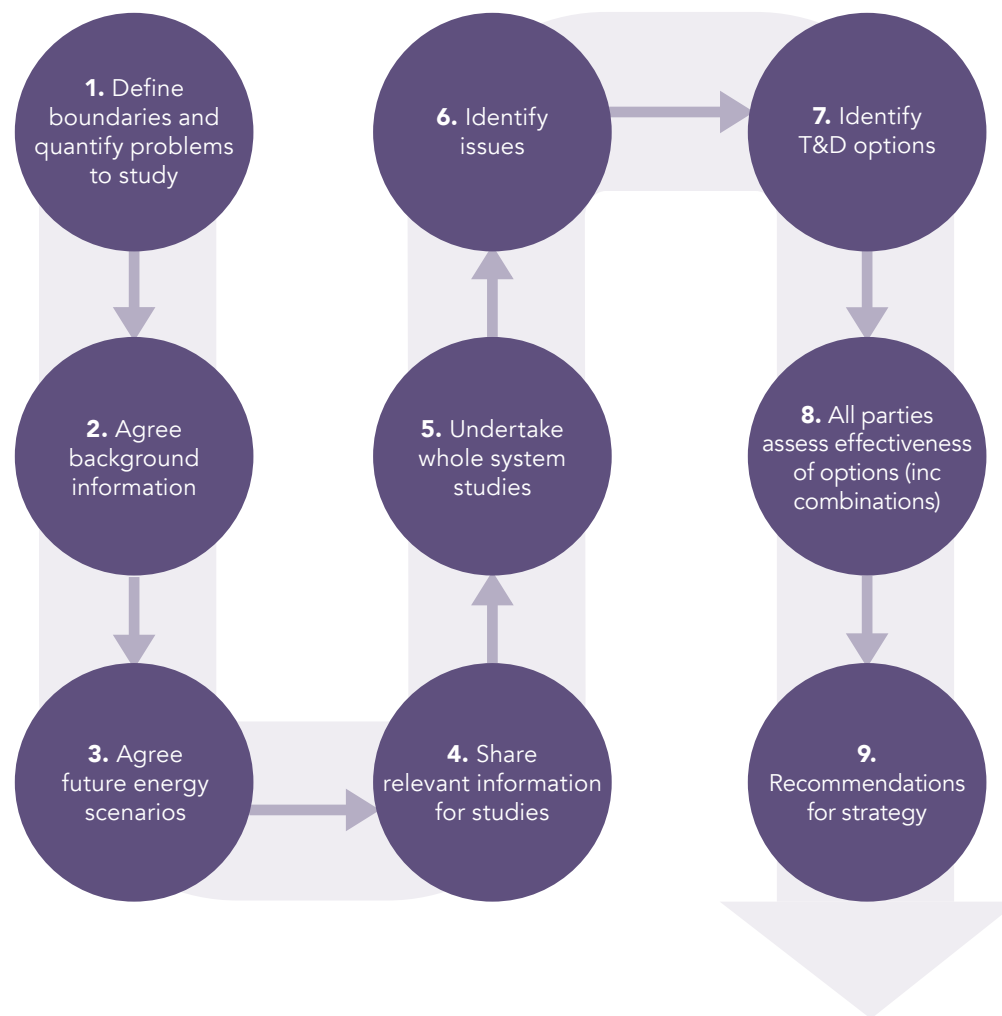 1. Define
boundaries and
quantify problems
to study
2. Agree
background
information
3. Agree
future energy
scenarios
4. Share
relevant information
for studies
5. Undertake
whole system
studies
6. Identify
issues
7. Identify
T&D options
8. All parties
assess effectiveness
of options (inc
combinations)
9.
Recommendations
for strategy